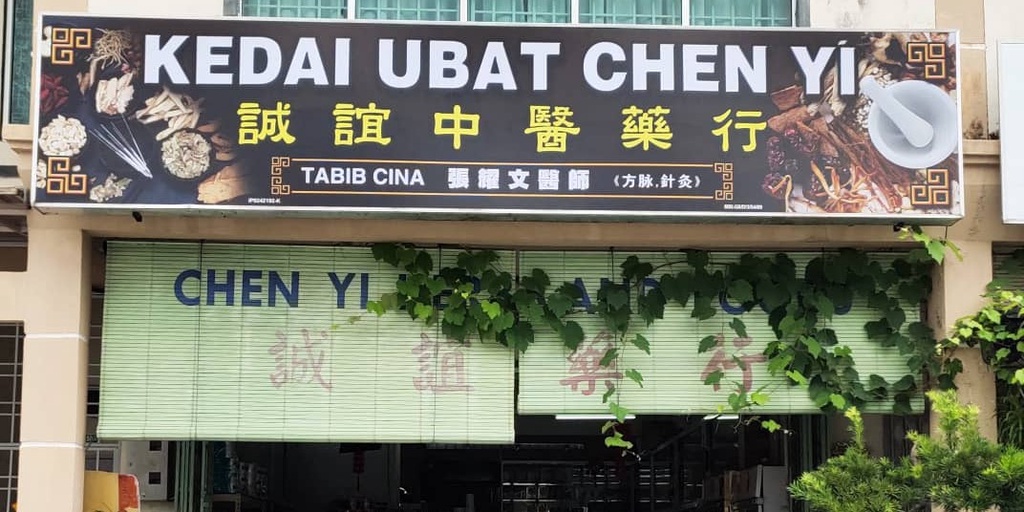 KEDAI UBAT CHEN YI
誠誼中醫藥行
TABIB CINA 張耀文醫師 《方脉.針灸》
CHEN YI
誠誼藥行